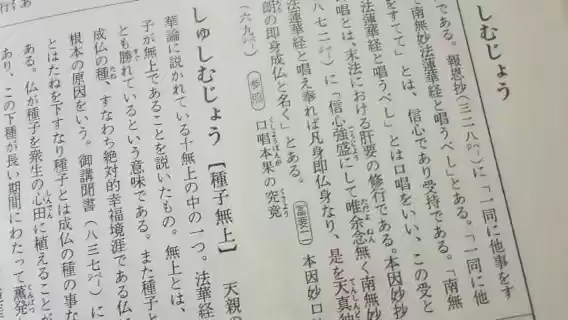 しむじょう
である。報恩抄(三二八㌻)に「一同に他事をす
て南無妙法蓮華経と唱うべし」とある。「一同に他
をすてて」とは、信心であり受持である。「南無
法蓮華経と唱うべし」とは口唱をいい、この受と
唱とは、末法における肝要の修行である。本因妙抄
八七二㌻)に「信心強盛にして唯余念無く南無妙
法蓮華経と唱え奉れば凡身即仏身なり、是を天真独
朗の即身成仏と名く」とある。
本因妙口
口唱本果の究竟
(六九㌻)
しゅしむじょう【種子無上】
天親の
華論に説かれている十無上の中の一つ。法華経
子が無上であることを説いたもの。無上とは、
とも勝れているという意味である。また種子と
成仏の種、すなわち絶対的幸福境涯である仏
根本の原因をいう。御講聞書(八三七㌻)に
とはたねを下すなり種子とは成仏の種の事な
ある。仏が種子を衆生の心田に植えることが
あり、この下種が長い期間にわたって薫発